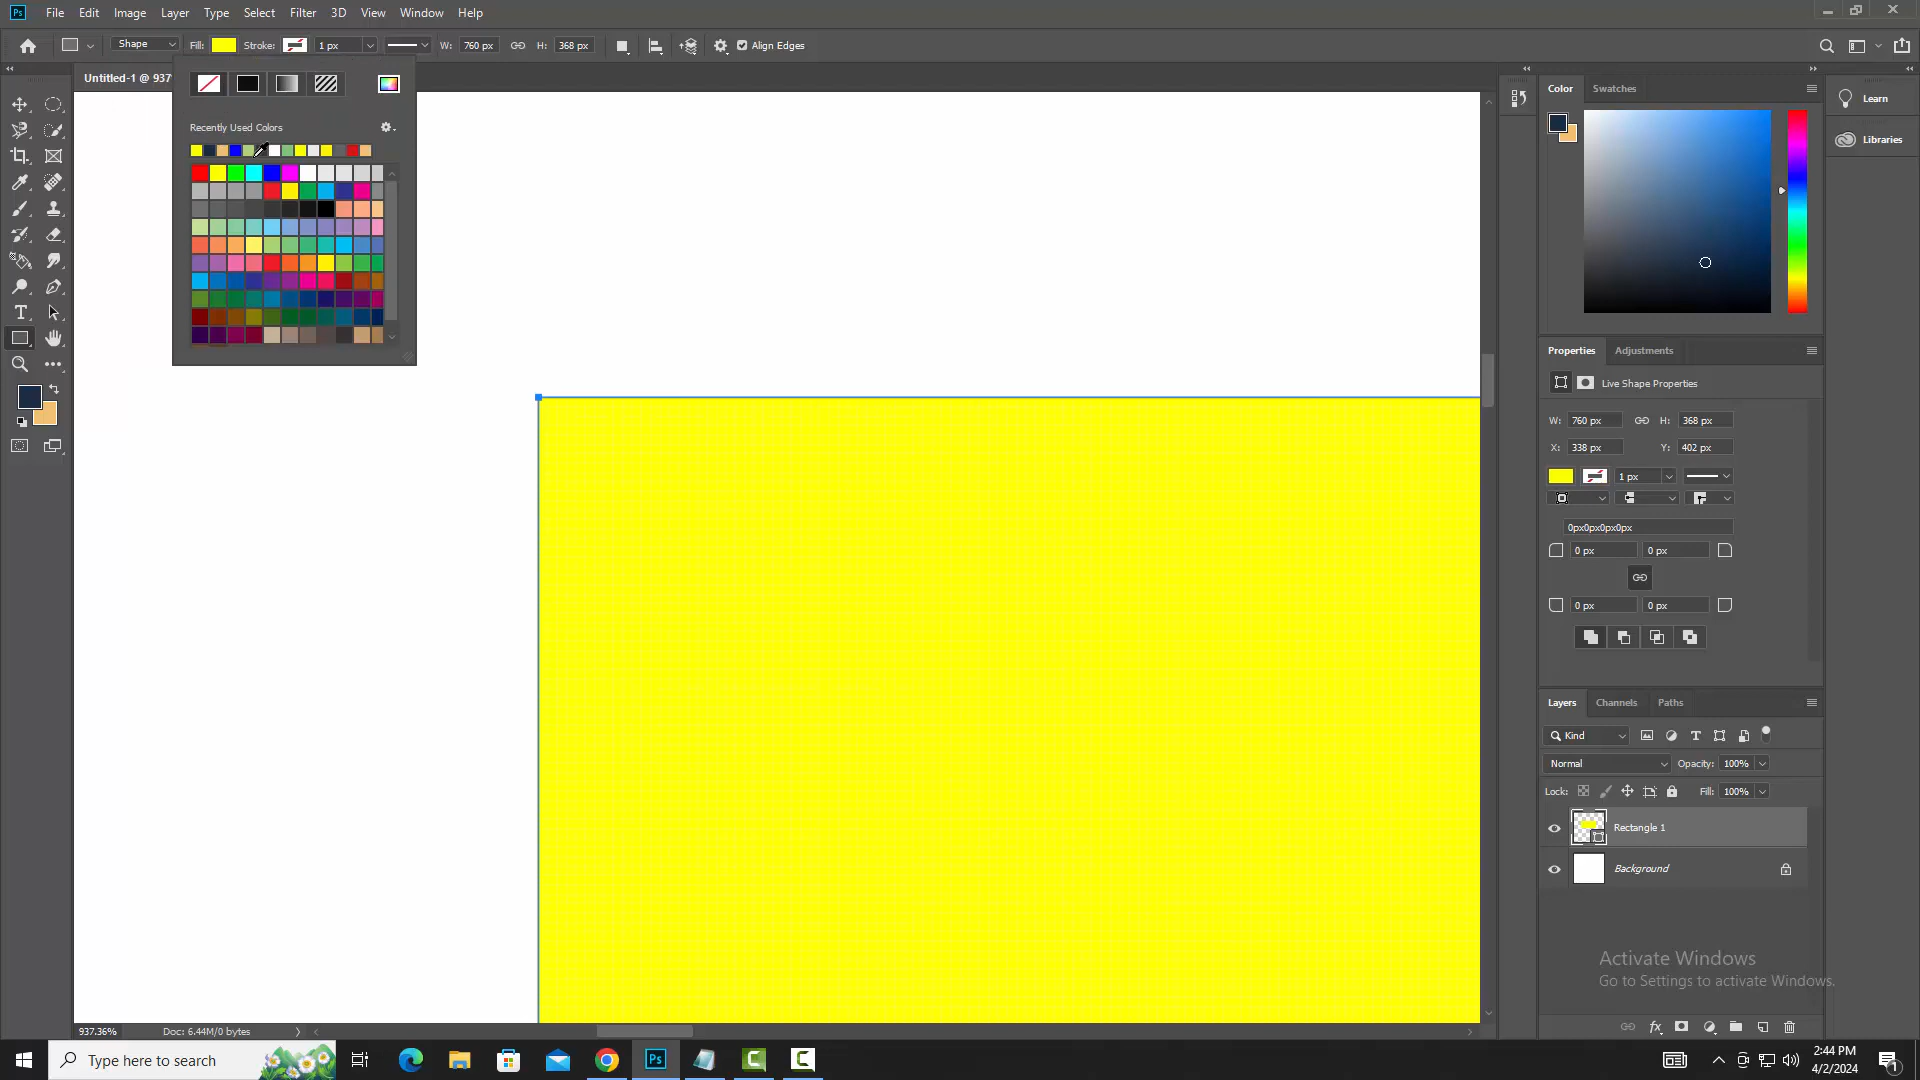 Ps File Edit Image Layer Type Select Filter 3D View Window Help
Shape Fill: Stroke: 1 px W: 760 px H: 368 px Align Edges
Untitled-1 @ 937
Recently Used Colors
Color Swatches
Learn
Libraries
Properties Adjustments
Live Shape Properties
W: 760 px H: 368 px
X: 338 px Y: 402 px
1 px
0px0px0px0px
0 px 0 px
0 px 0 px
Layers Channels Paths
Kind
Normal Opacity: 100%
Lock: Fill: 100%
Rectangle 1
Background
Activate Windows
Go to Settings to activate Windows.
937.36% Doc: 6.44M/0 bytes
Type here to search
Ps
2:44 PM
4/2/2024
1